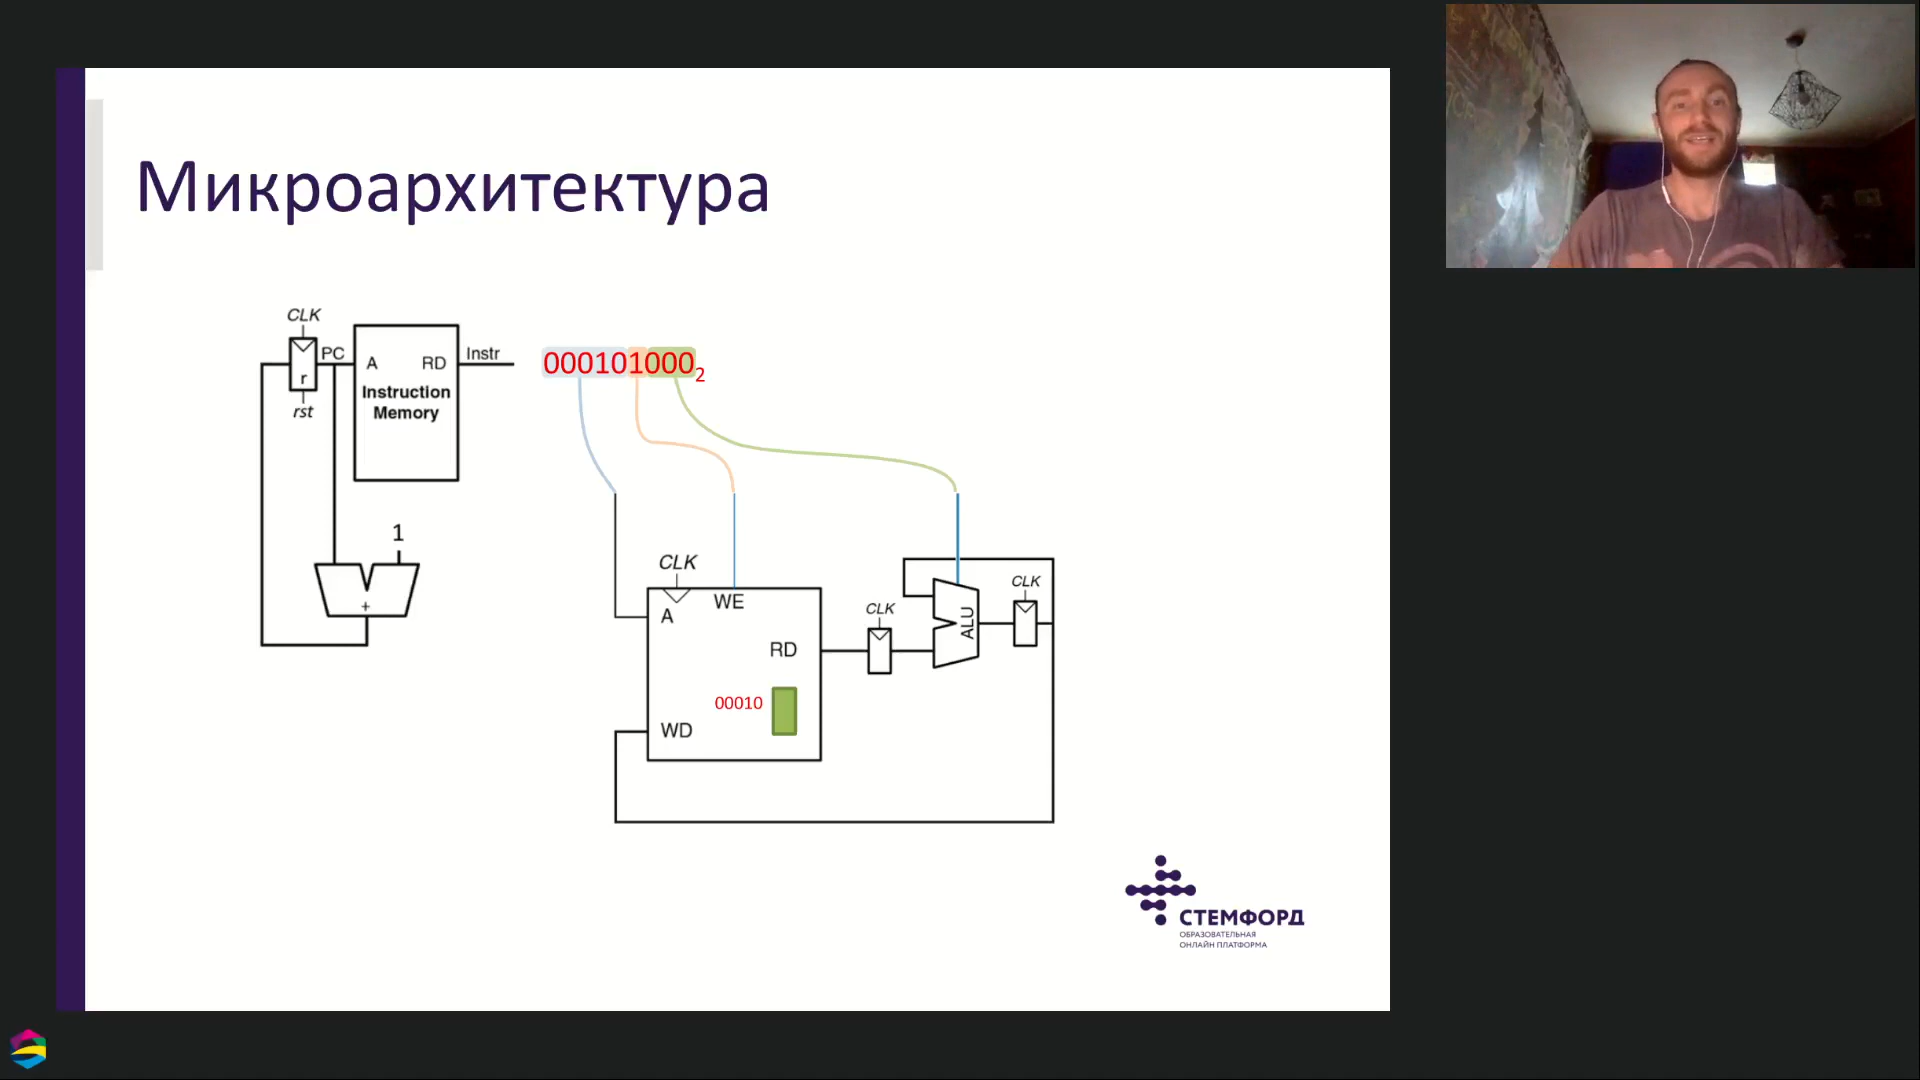 Микроархитектура
CLK
PC
A
RD
Instr
r
Instruction
Memory
rst
000101000₂
1
+
CLK
WE
A
RD
00010
WD
CLK
ALU
CLK
СТЕМФОРД
ОБРАЗОВАТЕЛЬНАЯ
ОНЛАЙН ПЛАТФОРМА